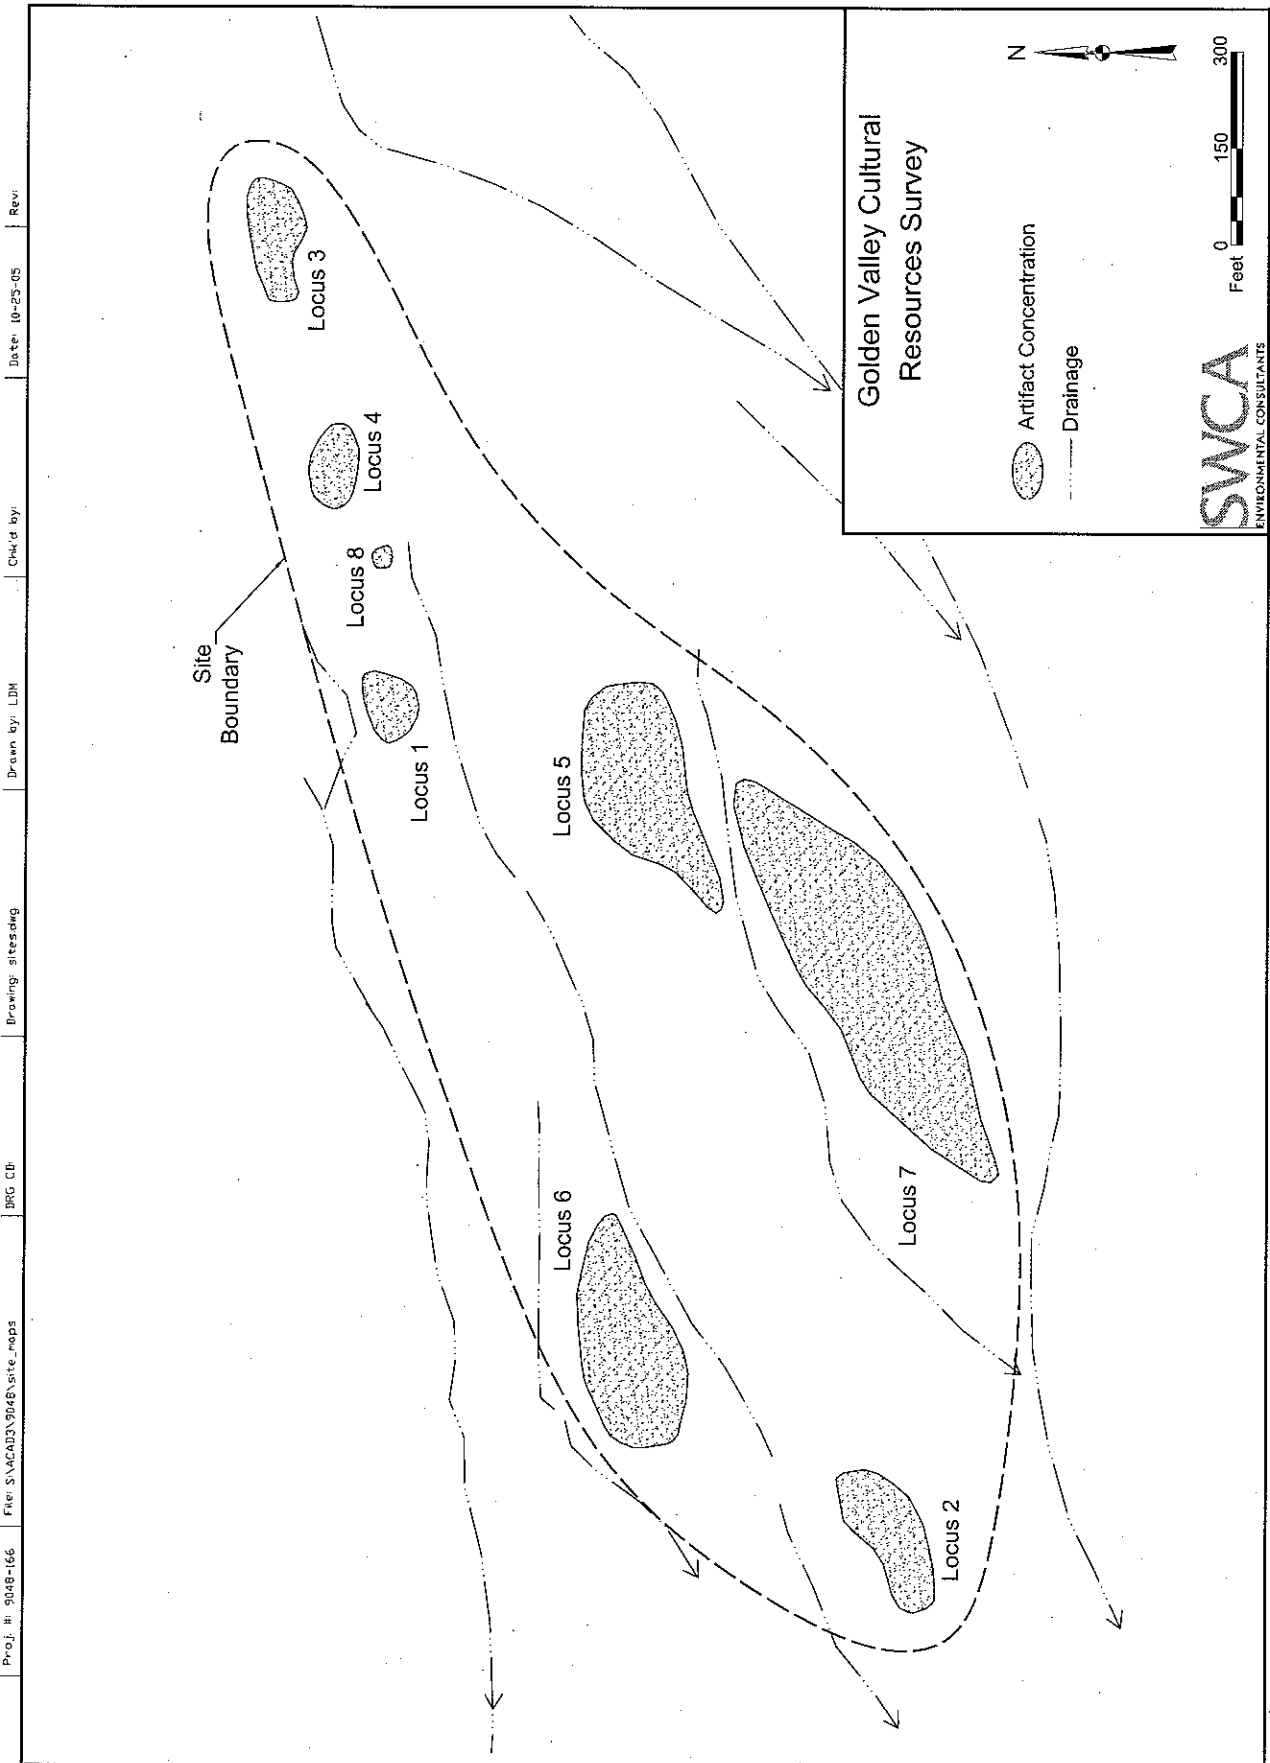 Proj. #: 9048-166
File: S:\ACAD3\9048\site_maps
DRG CD:
Drawing: sites.dwg
Drawn by: LDM
Chk'd by:
Date: 10-25-05
Rev:
Site
Boundary
Locus 3
Locus 4
Locus 8
Locus 1
Locus 5
Locus 6
Locus 7
Locus 2
Golden Valley Cultural
Resources Survey
N
Artifact Concentration
Drainage
0 150 300
Feet
SWCA
ENVIRONMENTAL CONSULTANTS